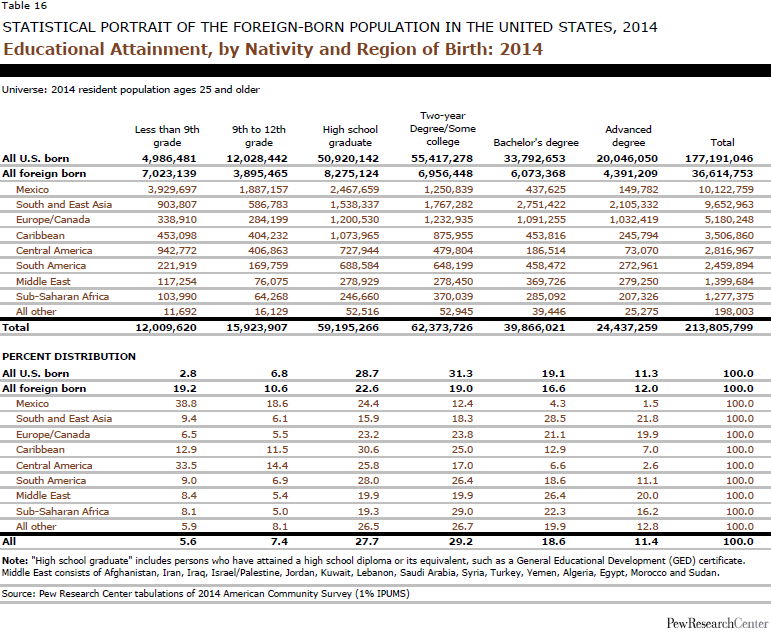 Table 16
STATISTICAL PORTRAIT OF THE FOREIGN-BORN POPULATION IN THE UNITED STATES, 2014
Educational Attainment, by Nativity and Region of Birth: 2014
Universe: 2014 resident population ages 25 and older
Less than 9th grade 9th to 12th grade High school graduate Two-year Degree/Some college Bachelor's degree Advanced degree Total
All U.S. born 4,986,481 12,028,442 50,920,142 55,417,278 33,792,653 20,046,050 177,191,046
All foreign born 7,023,139 3,895,465 8,275,124 6,956,448 6,073,368 4,391,209 36,614,753
Mexico 3,929,697 1,887,157 2,467,659 1,250,839 437,625 149,782 10,122,759
South and East Asia 903,807 586,783 1,538,337 1,767,282 2,751,422 2,105,332 9,652,963
Europe/Canada 338,910 284,199 1,200,530 1,232,935 1,091,255 1,032,419 5,180,248
Caribbean 453,098 404,232 1,073,965 875,955 453,816 245,794 3,506,860
Central America 942,772 406,863 727,944 479,804 186,514 73,070 2,816,967
South America 221,919 169,759 688,584 648,199 458,472 272,961 2,459,894
Middle East 117,254 76,075 278,929 278,450 369,726 279,250 1,399,684
Sub-Saharan Africa 103,990 64,268 246,660 370,039 285,092 207,326 1,277,375
All other 11,692 16,129 52,516 52,945 39,446 25,275 198,003
Total 12,009,620 15,923,907 59,195,266 62,373,726 39,866,021 24,437,259 213,805,799
PERCENT DISTRIBUTION
All U.S. born 2.8 6.8 28.7 31.3 19.1 11.3 100.0
All foreign born 19.2 10.6 22.6 19.0 16.6 12.0 100.0
Mexico 38.8 18.6 24.4 12.4 4.3 1.5 100.0
South and East Asia 9.4 6.1 15.9 18.3 28.5 21.8 100.0
Europe/Canada 6.5 5.5 23.2 23.8 21.1 19.9 100.0
Caribbean 12.9 11.5 30.6 25.0 12.9 7.0 100.0
Central America 33.5 14.4 25.8 17.0 6.6 2.6 100.0
South America 9.0 6.9 28.0 26.4 18.6 11.1 100.0
Middle East 8.4 5.4 19.9 19.9 26.4 20.0 100.0
Sub-Saharan Africa 8.1 5.0 19.3 29.0 22.3 16.2 100.0
All other 5.9 8.1 26.5 26.7 19.9 12.8 100.0
All 5.6 7.4 27.7 29.2 18.6 11.4 100.0
Note: "High school graduate" includes persons who have attained a high school diploma or its equivalent, such as a General Educational Development (GED) certificate.
Middle East consists of Afghanistan, Iran, Iraq, Israel/Palestine, Jordan, Kuwait, Lebanon, Saudi Arabia, Syria, Turkey, Yemen, Algeria, Egypt, Morocco and Sudan.
Source: Pew Research Center tabulations of 2014 American Community Survey (1% IPUMS)
PewResearchCenter